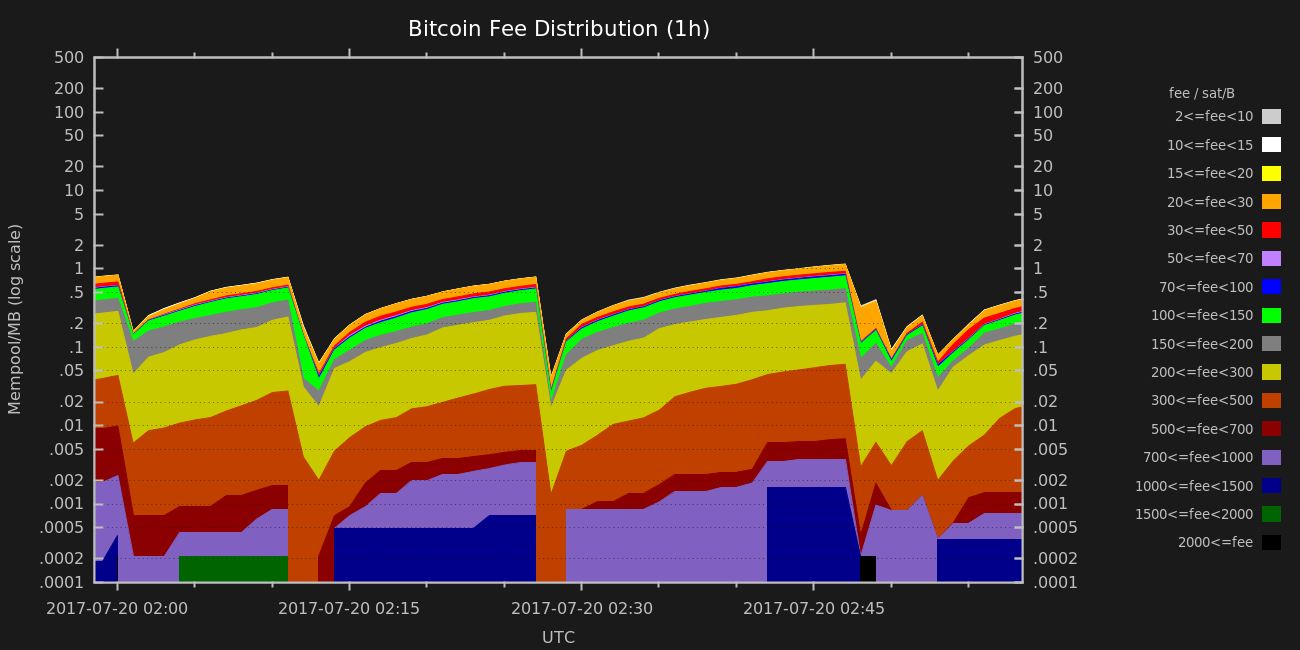 Bitcoin Fee Distribution (1h)
Mempool/MB (log scale)
500
200
100
50
20
10
5
2
1
.5
.2
.1
.05
.02
.01
.005
.002
.001
.0005
.0002
.0001
500
200
100
50
20
10
5
2
1
.5
.2
.1
.05
.02
.01
.005
.002
.001
.0005
.0002
.0001
2017-07-20 02:00 2017-07-20 02:15 2017-07-20 02:30 2017-07-20 02:45
UTC
fee / sat/B
2<=fee<10
10<=fee<15
15<=fee<20
20<=fee<30
30<=fee<50
50<=fee<70
70<=fee<100
100<=fee<150
150<=fee<200
200<=fee<300
300<=fee<500
500<=fee<700
700<=fee<1000
1000<=fee<1500
1500<=fee<2000
2000<=fee